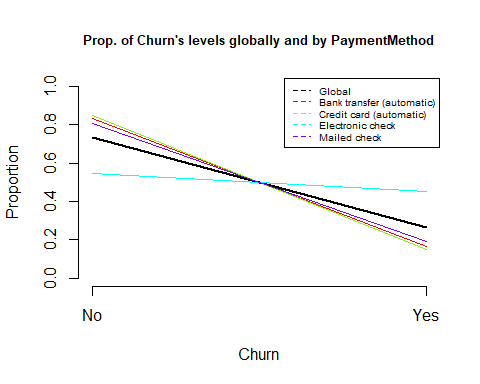 Prop. of Churn's levels globally and by PaymentMethod
Global
Bank transfer (automatic)
Credit card (automatic)
Electronic check
Mailed check
Proportion
1.0
0.8
0.6
0.4
0.2
0.0
No
Yes
Churn